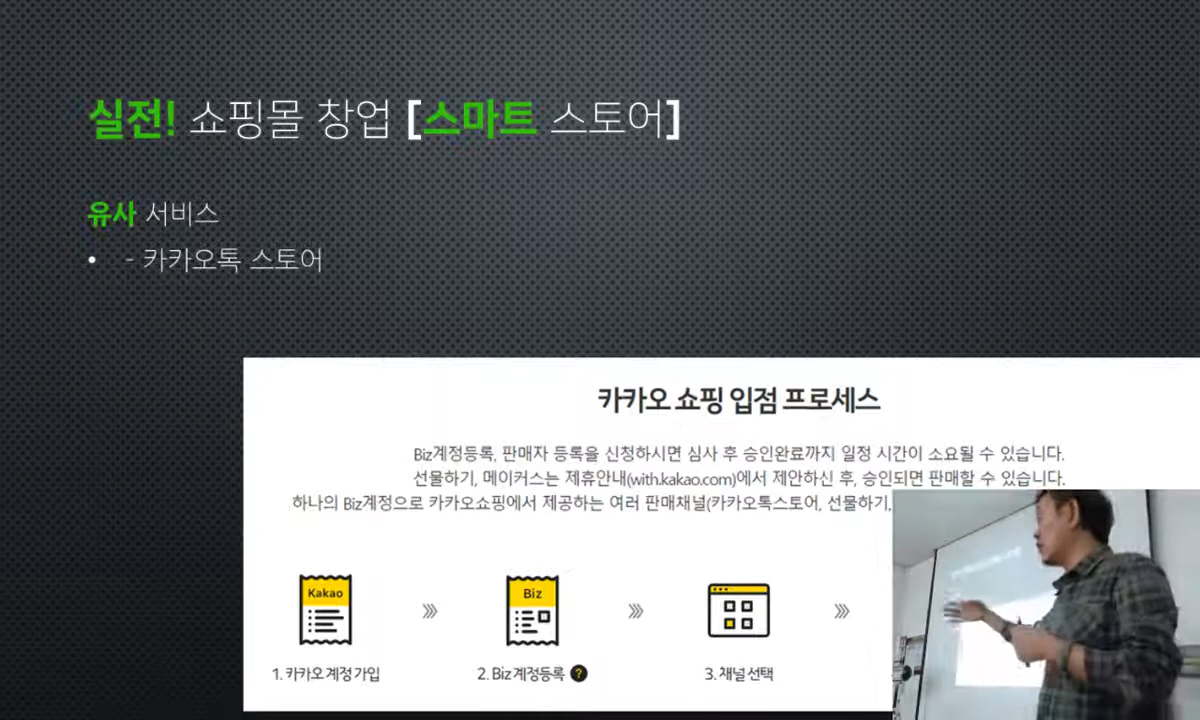 실전! 쇼핑몰 창업 [스마트 스토어]
유사 서비스
• - 카카오톡 스토어
카카오 쇼핑 입점 프로세스
Biz계정등록, 판매자 등록을 신청하시면 심사 후 승인완료까지 일정 시간이 소요될 수 있습니다.
선물하기, 메이커스는 제휴안내(with.kakao.com)에서 제안하신 후, 승인되면 판매할 수 있습니다.
하나의 Biz계정으로 카카오쇼핑에서 제공하는 여러 판매채널(카카오톡스토어, 선물하기,
Kakao
Biz
1. 카카오 계정 가입
2. Biz 계정등록 ?
3. 채널 선택